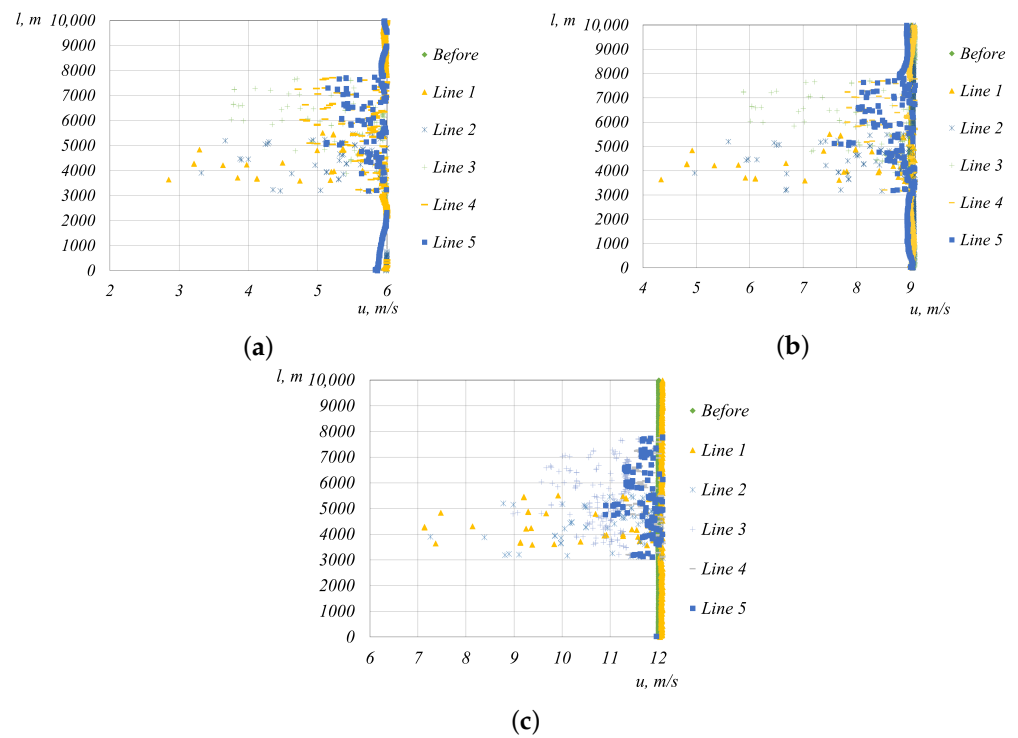 l, m 10,000
9000
8000
7000
6000
5000
4000
3000
2000
1000
0
2 3 4 5 6
u, m/s
Before
Line 1
Line 2
Line 3
Line 4
Line 5
(a)
l, m 10,000
9000
8000
7000
6000
5000
4000
3000
2000
1000
0
4 5 6 7 8 9
u, m/s
Before
Line 1
Line 2
Line 3
Line 4
Line 5
(b)
l, m 10,000
9000
8000
7000
6000
5000
4000
3000
2000
1000
0
6 7 8 9 10 11 12
u, m/s
Before
Line 1
Line 2
Line 3
Line 4
Line 5
(c)